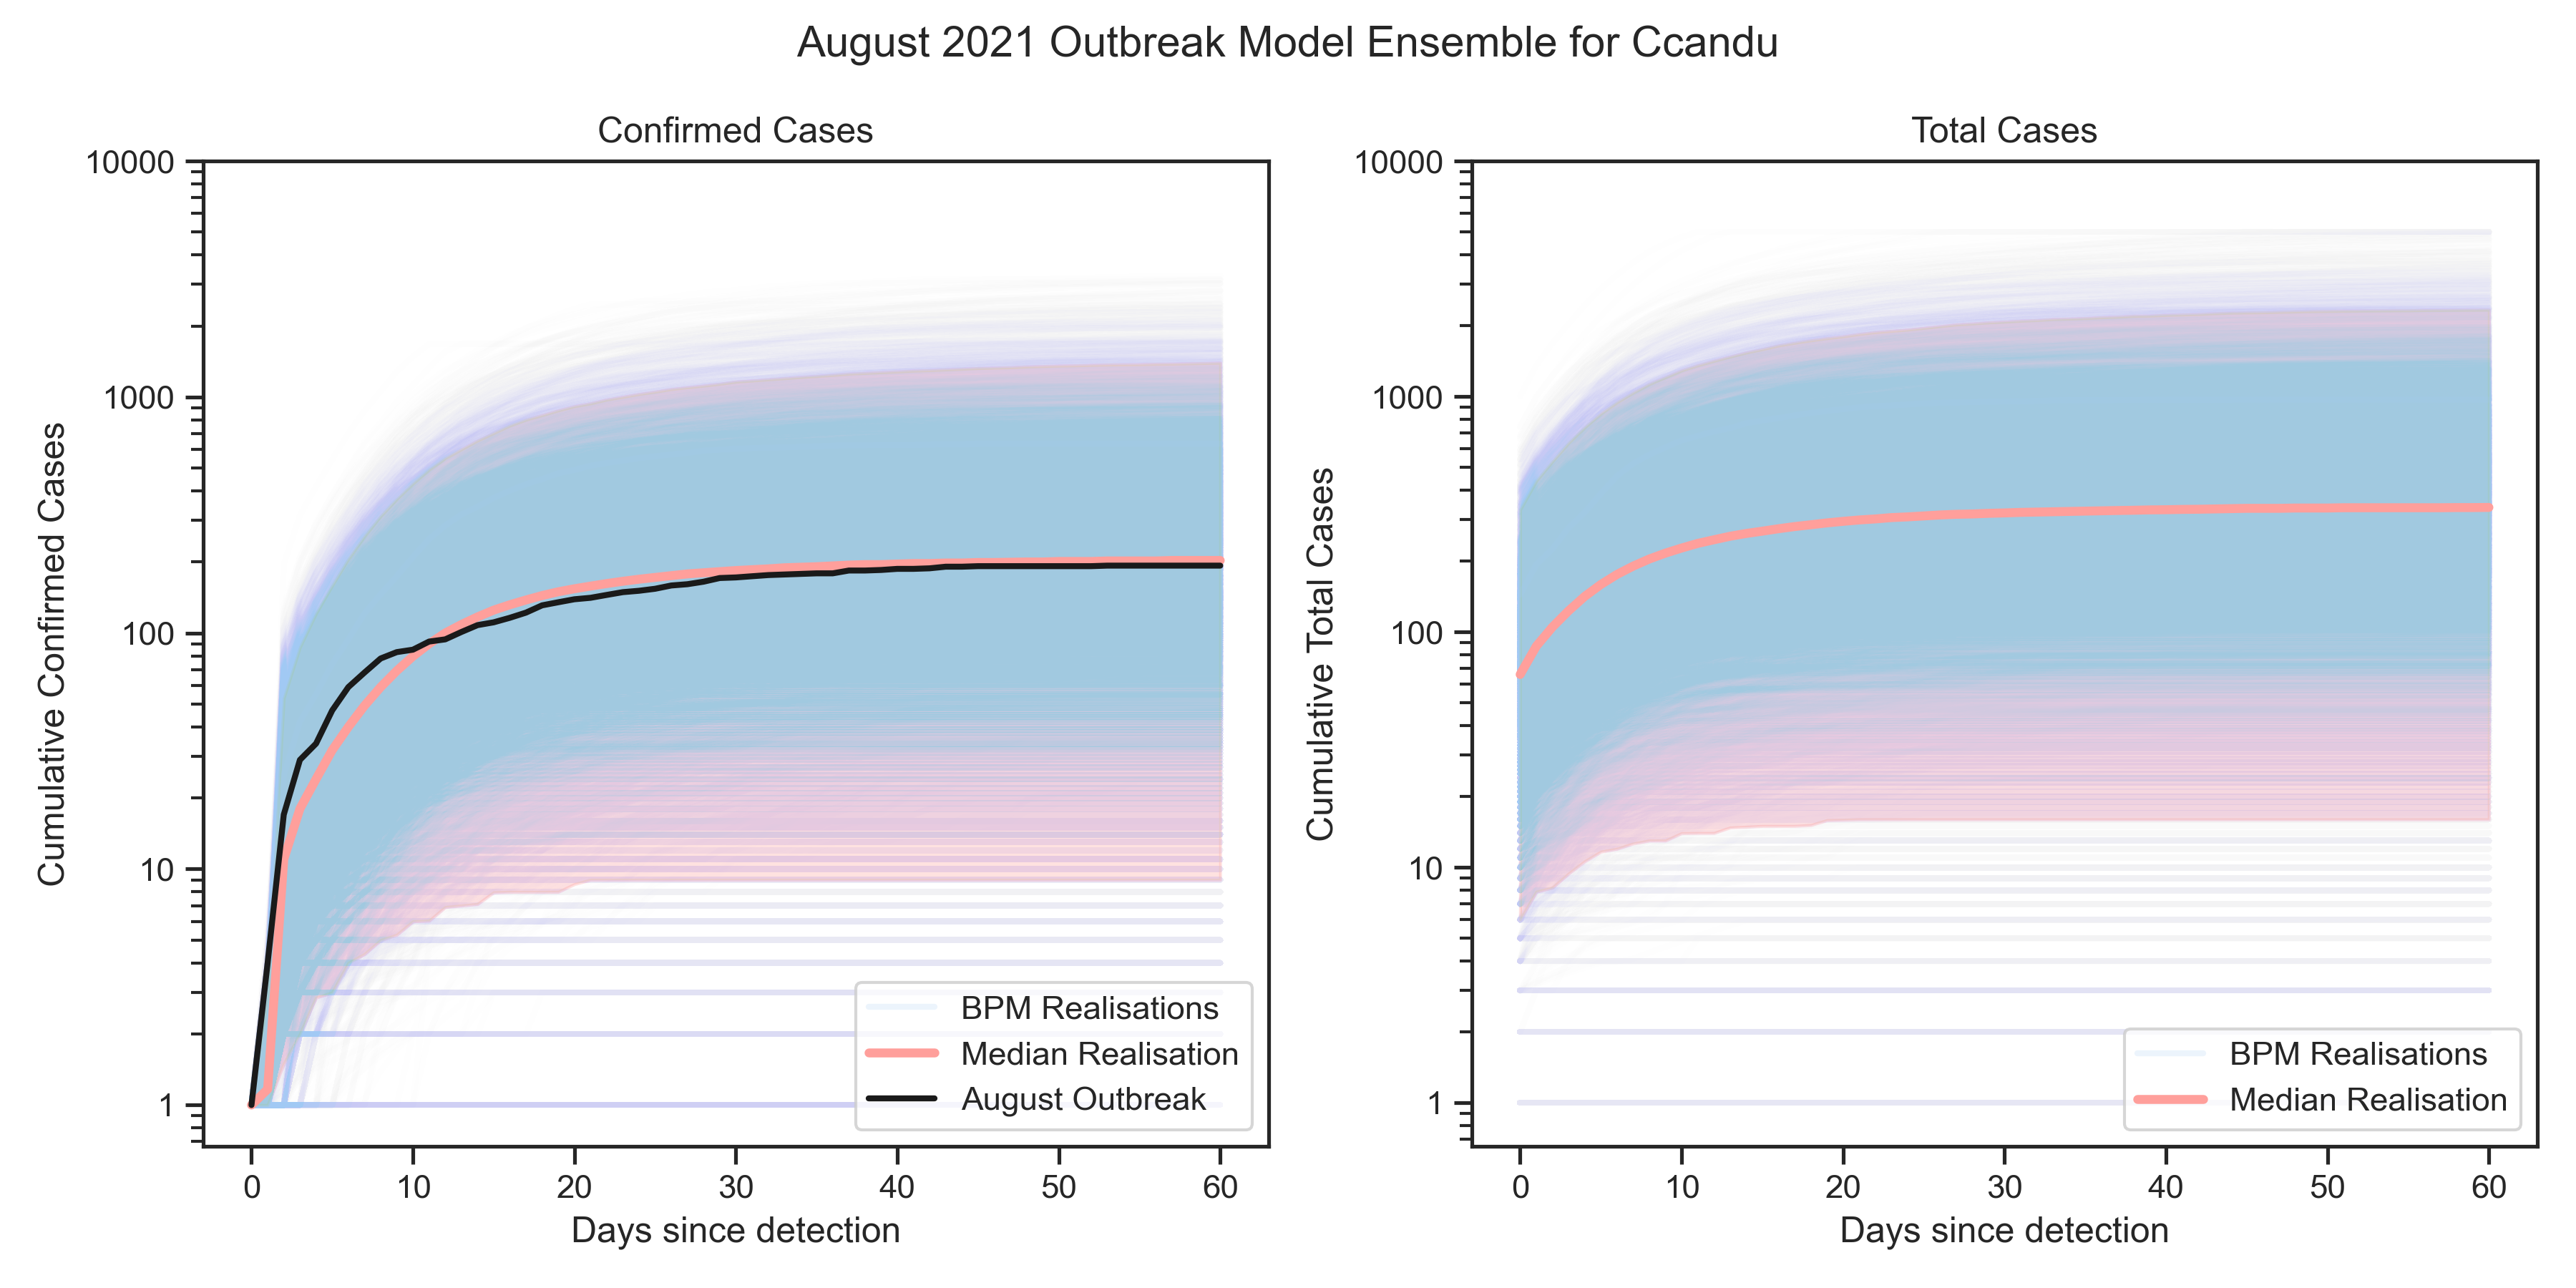 August 2021 Outbreak Model Ensemble for Ccandu
Confirmed Cases
Cumulative Confirmed Cases
10000
1000
100
10
1
0 10 20 30 40 50 60
Days since detection
BPM Realisations
Median Realisation
August Outbreak
Total Cases
Cumulative Total Cases
10000
1000
100
10
1
0 10 20 30 40 50 60
Days since detection
BPM Realisations
Median Realisation